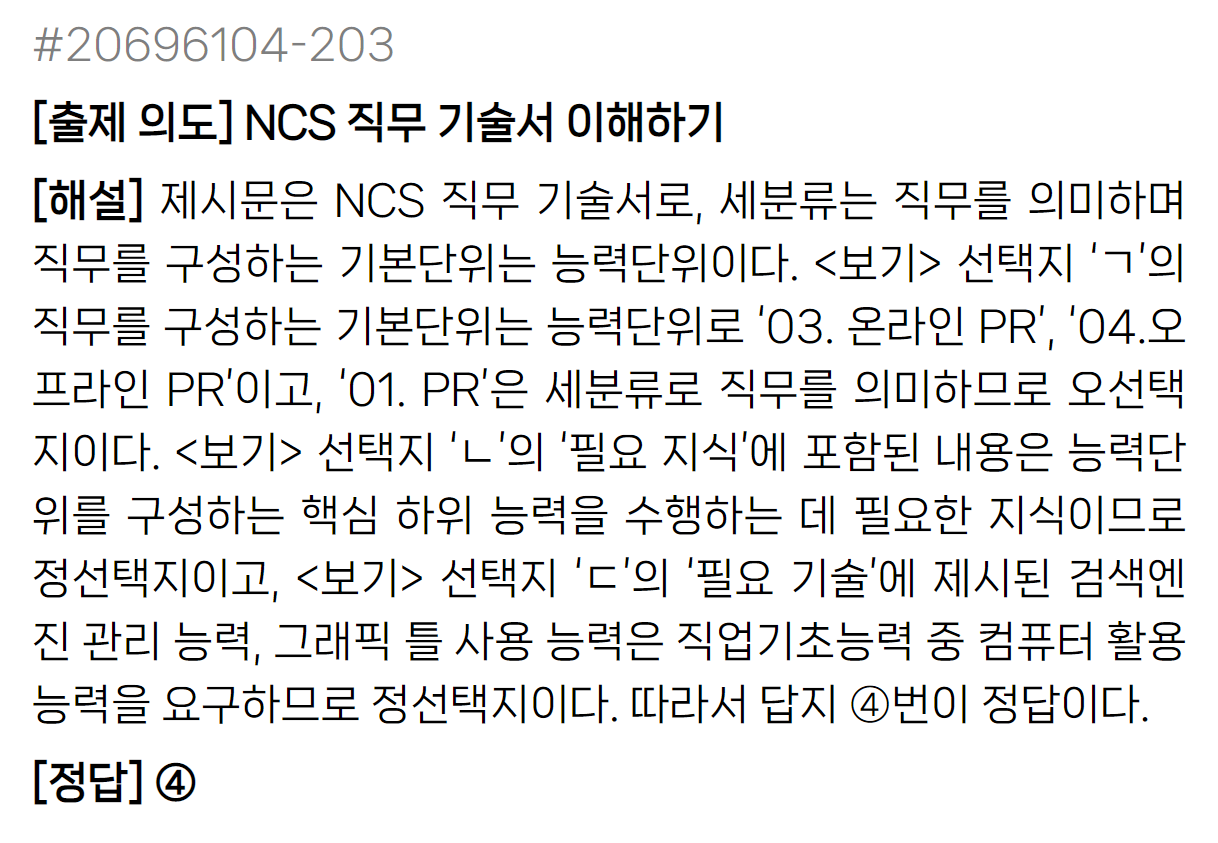 #20696104-203
[출제 의도] NCS 직무 기술서 이해하기
[해설] 제시문은 NCS 직무 기술서로, 세분류는 직무를 의미하며
직무를 구성하는 기본단위는 능력단위이다. <보기> 선택지 ‘ㄱ’의
직무를 구성하는 기본단위는 능력단위로 ‘03. 온라인 PR’, ‘04.오
프라인 PR’이고, ‘01. PR’은 세분류로 직무를 의미하므로 오선택
지이다. <보기> 선택지 ‘ㄴ’의 ‘필요 지식’에 포함된 내용은 능력단
위를 구성하는 핵심 하위 능력을 수행하는 데 필요한 지식이므로
정선택지이고, <보기> 선택지 ‘ㄷ’의 ‘필요 기술’에 제시된 검색엔
진 관리 능력, 그래픽 틀 사용 능력은 직업기초능력 중 컴퓨터 활용
능력을 요구하므로 정선택지이다. 따라서 답지 ④번이 정답이다.
[정답] ④